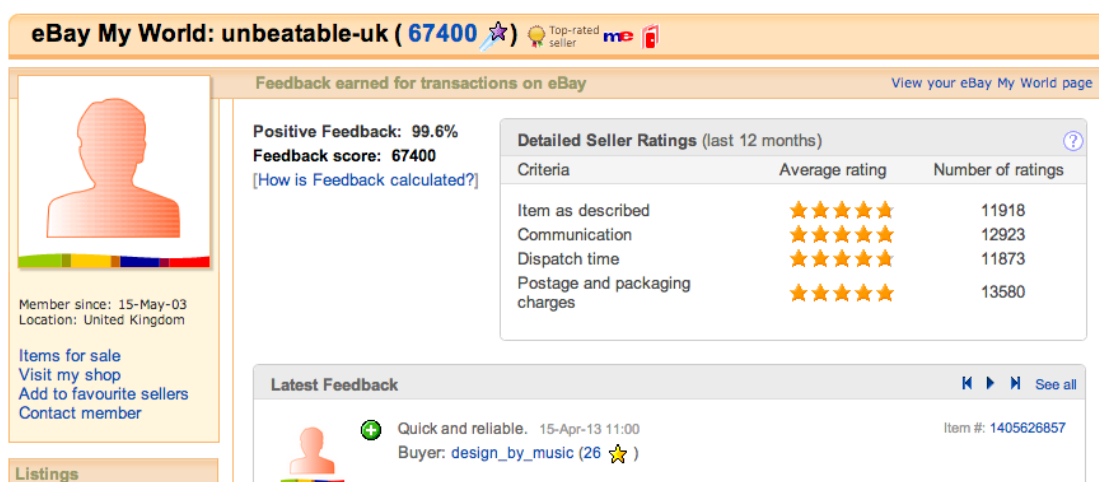 eBay My World: unbeatable-uk ( 67400 ) Top-rated seller me
Feedback earned for transactions on eBay
View your eBay My World page
Member since: 15-May-03
Location: United Kingdom
Items for sale
Visit my shop
Add to favourite sellers
Contact member
Listings
Positive Feedback: 99.6%
Feedback score: 67400
[How is Feedback calculated?]
Detailed Seller Ratings (last 12 months) ?
Criteria Average rating Number of ratings
Item as described 11918
Communication 12923
Dispatch time 11873
Postage and packaging
charges 13580
Latest Feedback See all
Quick and reliable. 15-Apr-13 11:00 Item #: 1405626857
Buyer: design_by_music (26 )